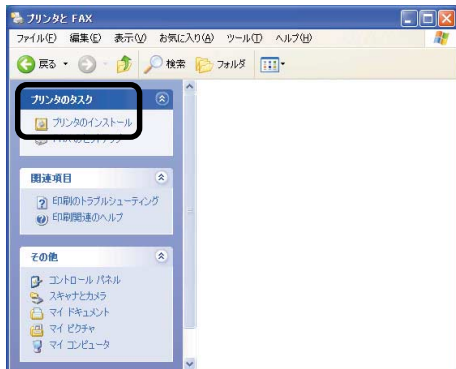 プリンタと FAX
ファイル(F) 編集(E) 表示(V) お気に入り(A) ツール(T) ヘルプ(H)
戻る 検索 フォルダ
プリンタのタスク
プリンタのインストール
関連項目
印刷のトラブルシューティング
印刷関連のヘルプ
その他
コントロール パネル
スキャナとカメラ
マイ ドキュメント
マイ ピクチャ
マイ コンピュータ